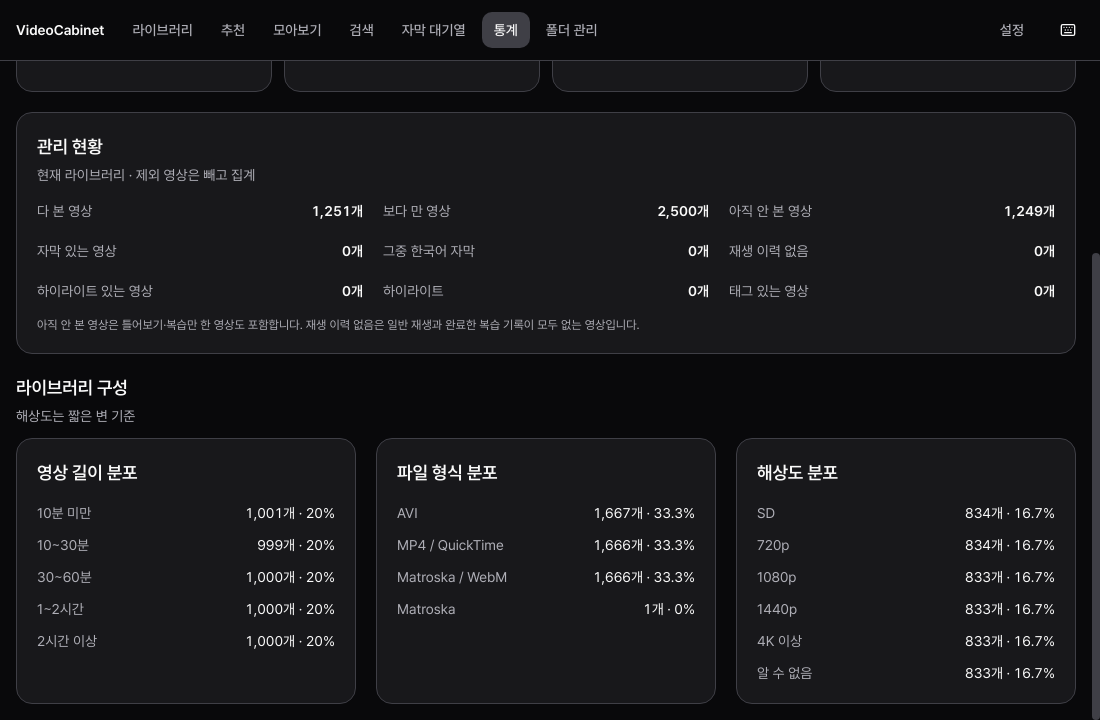 VideoCabinet 라이브러리 추천 모아보기 검색 자막 대기열 통계 폴더 관리 설정
관리 현황
현재 라이브러리 · 제외 영상은 빼고 집계
다 본 영상 1,251개 보다 만 영상 2,500개 아직 안 본 영상 1,249개
자막 있는 영상 0개 그중 한국어 자막 0개 재생 이력 없음 0개
하이라이트 있는 영상 0개 하이라이트 0개 태그 있는 영상 0개
아직 안 본 영상은 틀어보기·복습만 한 영상도 포함합니다. 재생 이력 없음은 일반 재생과 완료한 복습 기록이 모두 없는 영상입니다.
라이브러리 구성
해상도는 짧은 변 기준
영상 길이 분포
10분 미만 1,001개 · 20%
10~30분 999개 · 20%
30~60분 1,000개 · 20%
1~2시간 1,000개 · 20%
2시간 이상 1,000개 · 20%
파일 형식 분포
AVI 1,667개 · 33.3%
MP4 / QuickTime 1,666개 · 33.3%
Matroska / WebM 1,666개 · 33.3%
Matroska 1개 · 0%
해상도 분포
SD 834개 · 16.7%
720p 834개 · 16.7%
1080p 833개 · 16.7%
1440p 833개 · 16.7%
4K 이상 833개 · 16.7%
알 수 없음 833개 · 16.7%